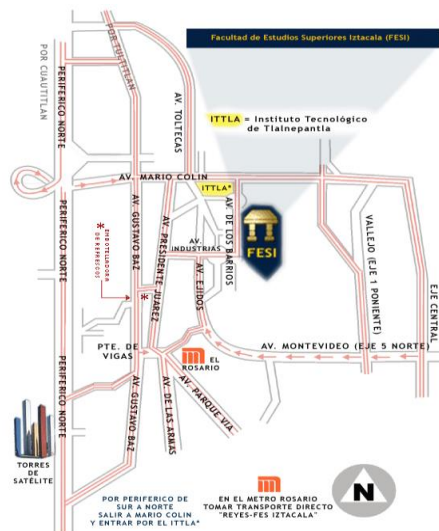 Facultad de Estudios Superiores Iztacala (FESI)
POR CUAUTITLAN
PERIFERICO NORTE
POR TULTITLAN
AV. TOLTECAS
ITTLA = Instituto Tecnológico
de Tlalnepantla
AV. MARIO COLIN
ITTLA*
PERIFERICO NORTE
*EMBOTELLADORA
DE REFRESCOS
AV. GUSTAVO BAZ
AV. PRESIDENTE JUAREZ
AV.
INDUSTRIAS
AV. DE LOS BARRIOS
FESI
AV. EJIDOS
VALLEJO (EJE 1 PONIENTE)
EJE CENTRAL
*
PTE. DE
VIGAS
EL
ROSARIO
AV. MONTEVIDEO (EJE 5 NORTE)
PERIFERICO NORTE
AV. GUSTAVO BAZ
AV. DE LAS ARMAS
AV. PARQUE VIA
TORRES
DE
SATÉLITE
POR PERIFERICO DE
SUR A NORTE
SALIR A MARIO COLIN
Y ENTRAR POR EL ITTLA*
EN EL METRO ROSARIO
TOMAR TRANSPORTE DIRECTO
"REYES-FES IZTACALA"
N